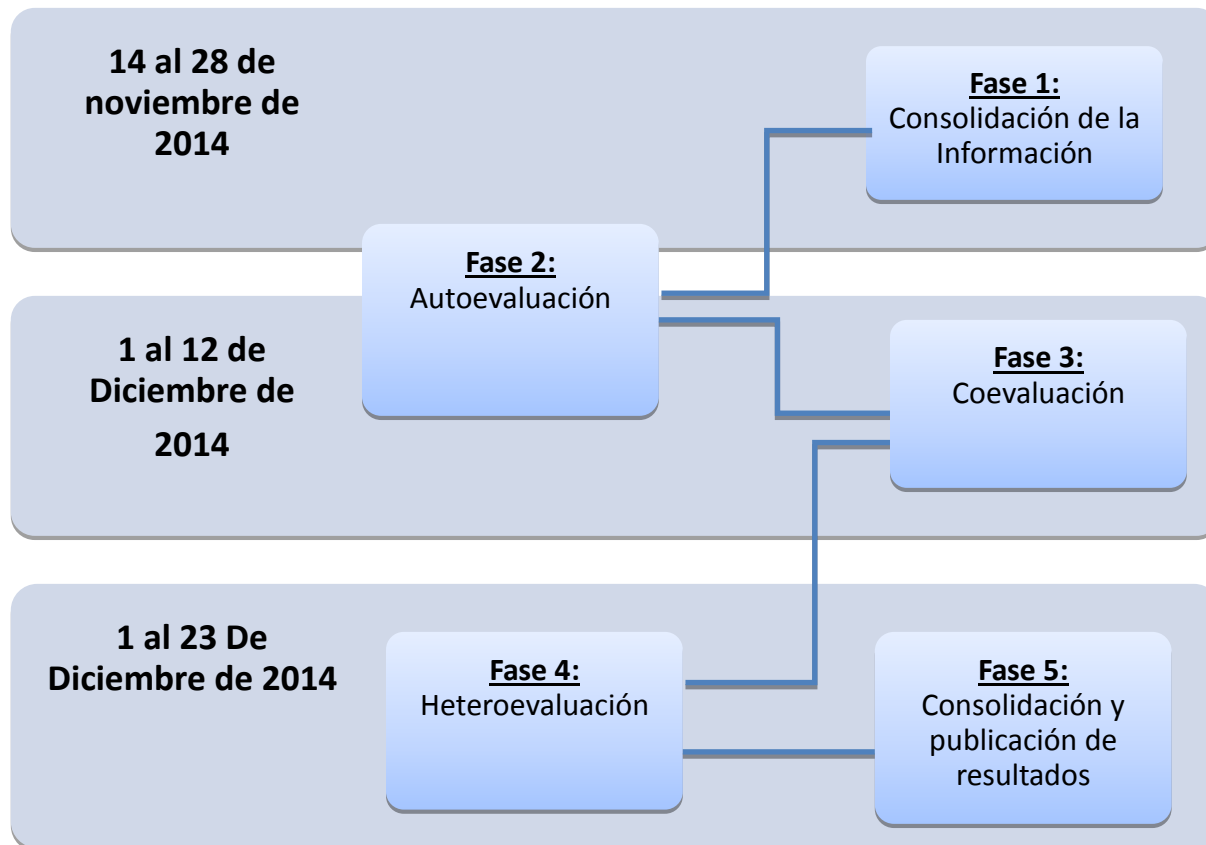 14 al 28 de
noviembre de
2014
Fase 1:
Consolidación de la
Información
Fase 2:
Autoevaluación
1 al 12 de
Diciembre de
2014
Fase 3:
Coevaluación
1 al 23 De
Diciembre de 2014
Fase 4:
Heteroevaluación
Fase 5:
Consolidación y
publicación de
resultados